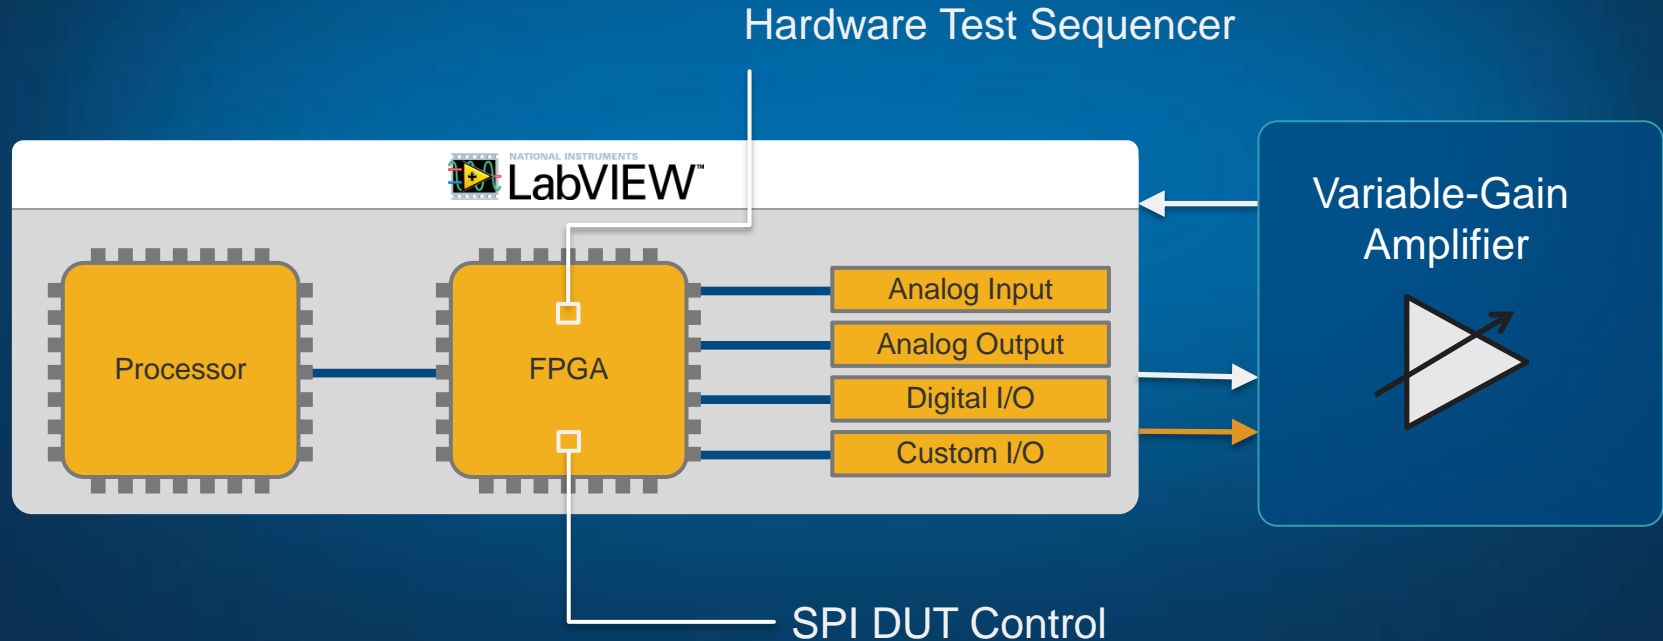 Hardware Test Sequencer
NATIONAL INSTRUMENTS
LabVIEW™
Variable-Gain
Amplifier
Processor
FPGA
Analog Input
Analog Output
Digital I/O
Custom I/O
SPI DUT Control